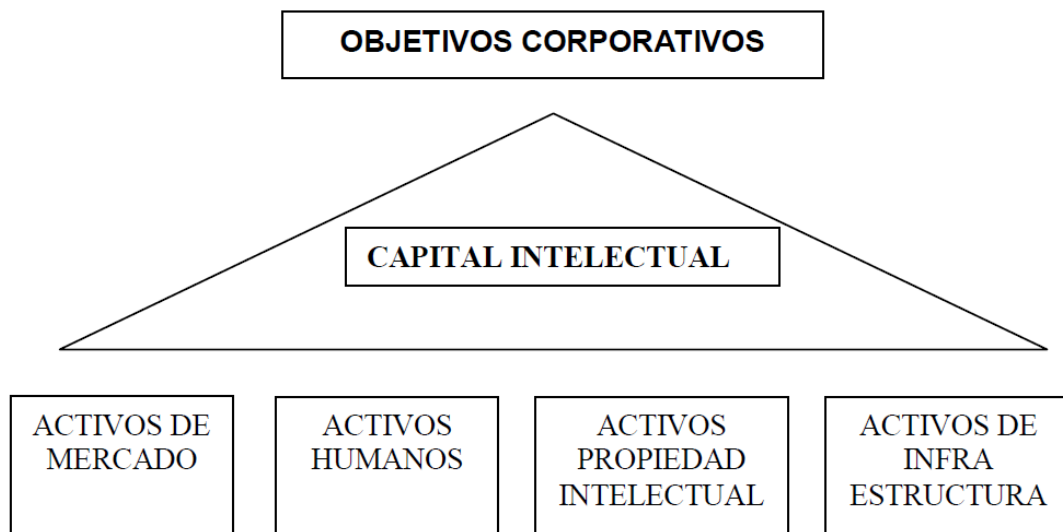 OBJETIVOS CORPORATIVOS
CAPITAL INTELECTUAL
ACTIVOS DE
MERCADO
ACTIVOS
HUMANOS
ACTIVOS
PROPIEDAD
INTELECTUAL
ACTIVOS DE
INFRA
ESTRUCTURA